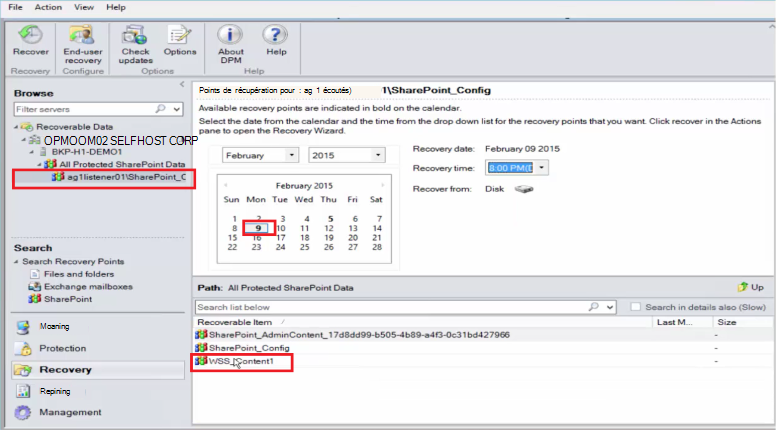 File Action View Help
Recover End-user recovery Check updates Options About DPM Help
Recovery Configure Options Help
Browse
Filter servers
Recoverable Data
OPMOOM02 SELFHOST CORP
BKP-H1-DEMO1
All Protected SharePoint Data
ag1listener01\SharePoint_C
Search
Search Recovery Points
Files and folders
Exchange mailboxes
SharePoint
Moaning
Protection
Recovery
Repining
Management
Points de récupération pour : ag 1 écoutés) 1\SharePoint_Config
Available recovery points are indicated in bold on the calendar.
Select the date from the calendar and the time from the drop down list for the recovery points that you want. Click recover in the Actions
pane to open the Recovery Wizard.
February 2015
February 2015
Sun Mon Tue Wed Thu Fri Sat
1 2 3 4 5 6 7
8 9 10 11 12 13 14
15 16 17 18 19 20 21
22 23 24 25 26 27 28
Recovery date: February 09 2015
Recovery time: 8:00 PM(D
Recover from: Disk
Path: All Protected SharePoint Data Up
Search list below Search in details also (Slow)
Recoverable Item Last M... Size
SharePoint_AdminContent_17d8dd99-b505-4b89-a4f3-0c31bd427966 -
SharePoint_Config -
WSS_Content1 -